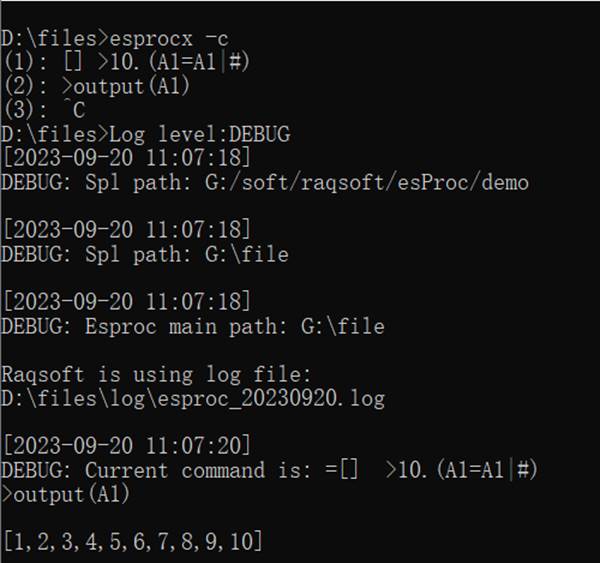 D:\files>esprocx -c
(1): [] >10.(A1=A1|#)
(2): >output(A1)
(3): ^C
D:\files>Log level:DEBUG
[2023-09-20 11:07:18]
DEBUG: Spl path: G:/soft/raqsoft/esProc/demo
[2023-09-20 11:07:18]
DEBUG: Spl path: G:\file
[2023-09-20 11:07:18]
DEBUG: Esproc main path: G:\file
Raqsoft is using log file:
D:\files\log\esproc_20230920.log
[2023-09-20 11:07:20]
DEBUG: Current command is: =[]  >10.(A1=A1|#)
>output(A1)
[1,2,3,4,5,6,7,8,9,10]